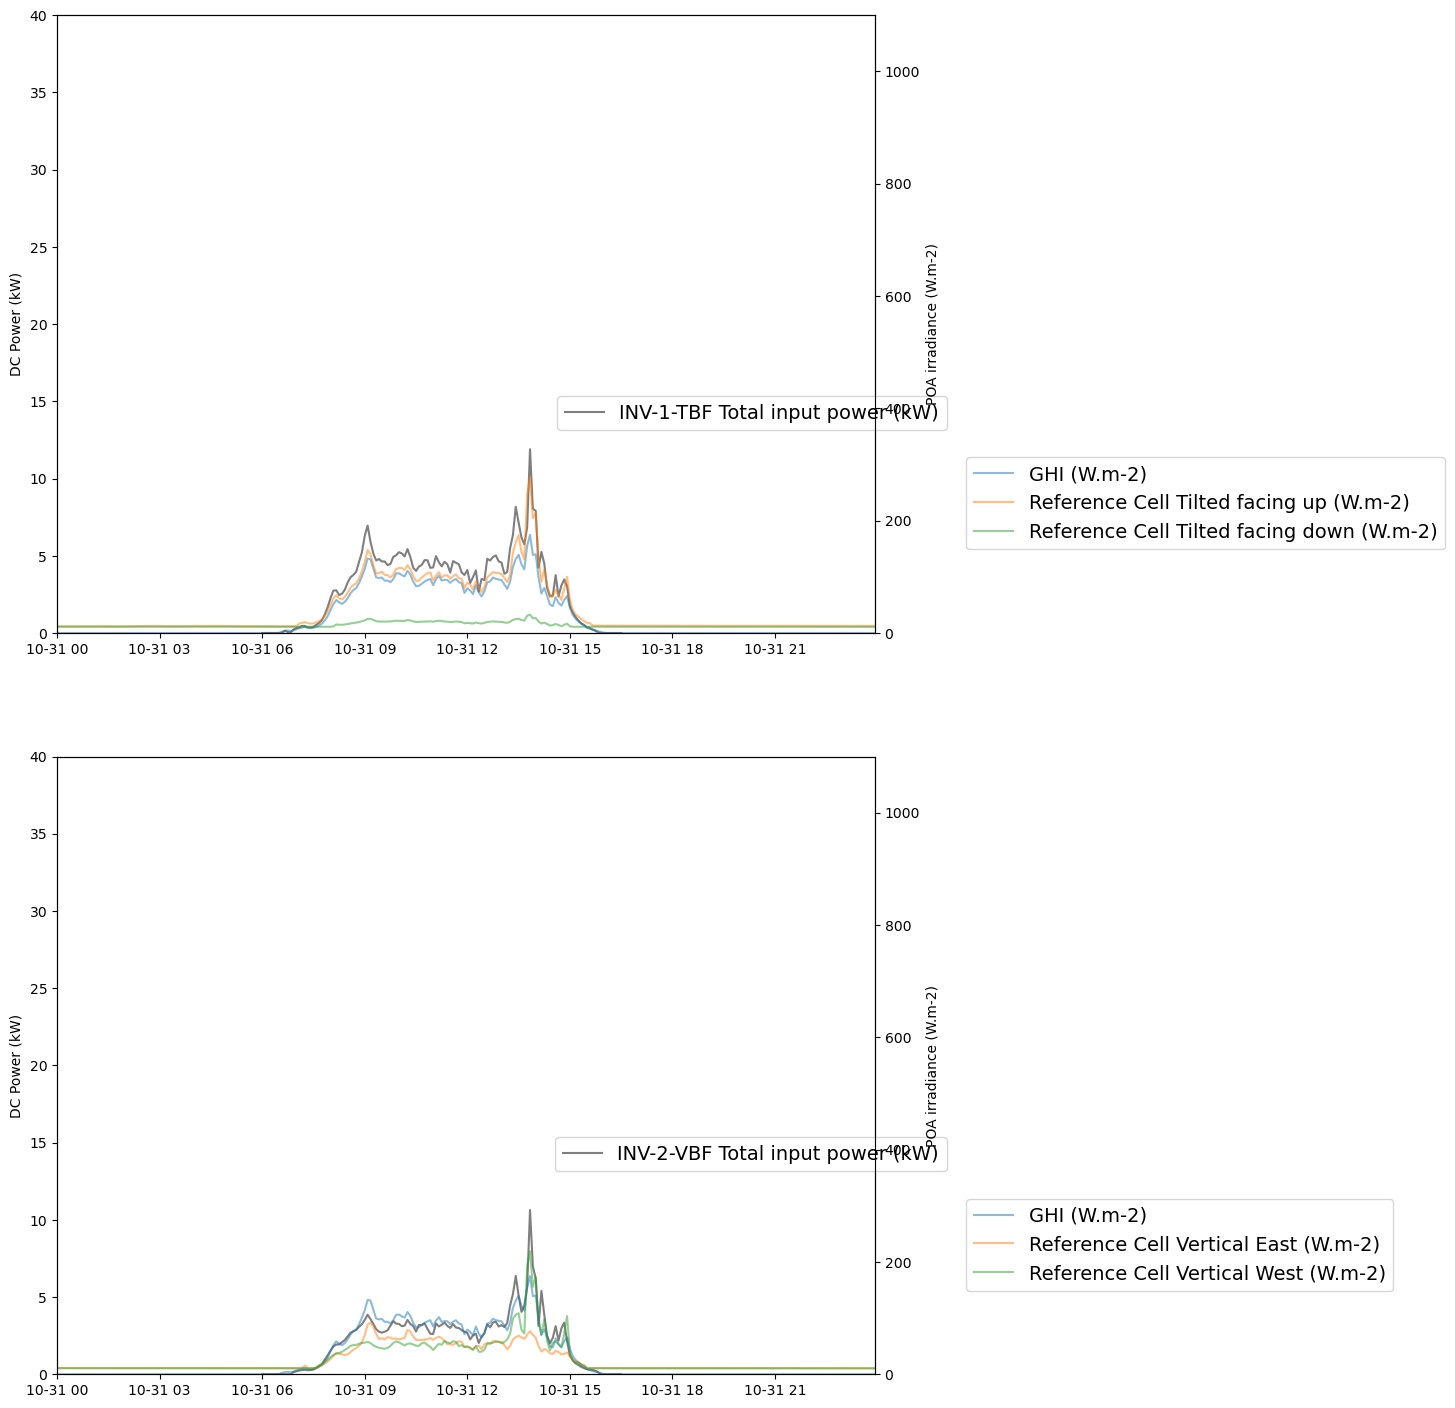 40
35
30
25
20
15
10
5
0
DC Power (kW)
1000
800
600
400
200
0
POA irradiance (W.m-2)
INV-1-TBF Total input power (kW)
GHI (W.m-2)
Reference Cell Tilted facing up (W.m-2)
Reference Cell Tilted facing down (W.m-2)
10-31 00 10-31 03 10-31 06 10-31 09 10-31 12 10-31 15 10-31 18 10-31 21
40
35
30
25
20
15
10
5
0
DC Power (kW)
1000
800
600
400
200
0
POA irradiance (W.m-2)
INV-2-VBF Total input power (kW)
GHI (W.m-2)
Reference Cell Vertical East (W.m-2)
Reference Cell Vertical West (W.m-2)
10-31 00 10-31 03 10-31 06 10-31 09 10-31 12 10-31 15 10-31 18 10-31 21